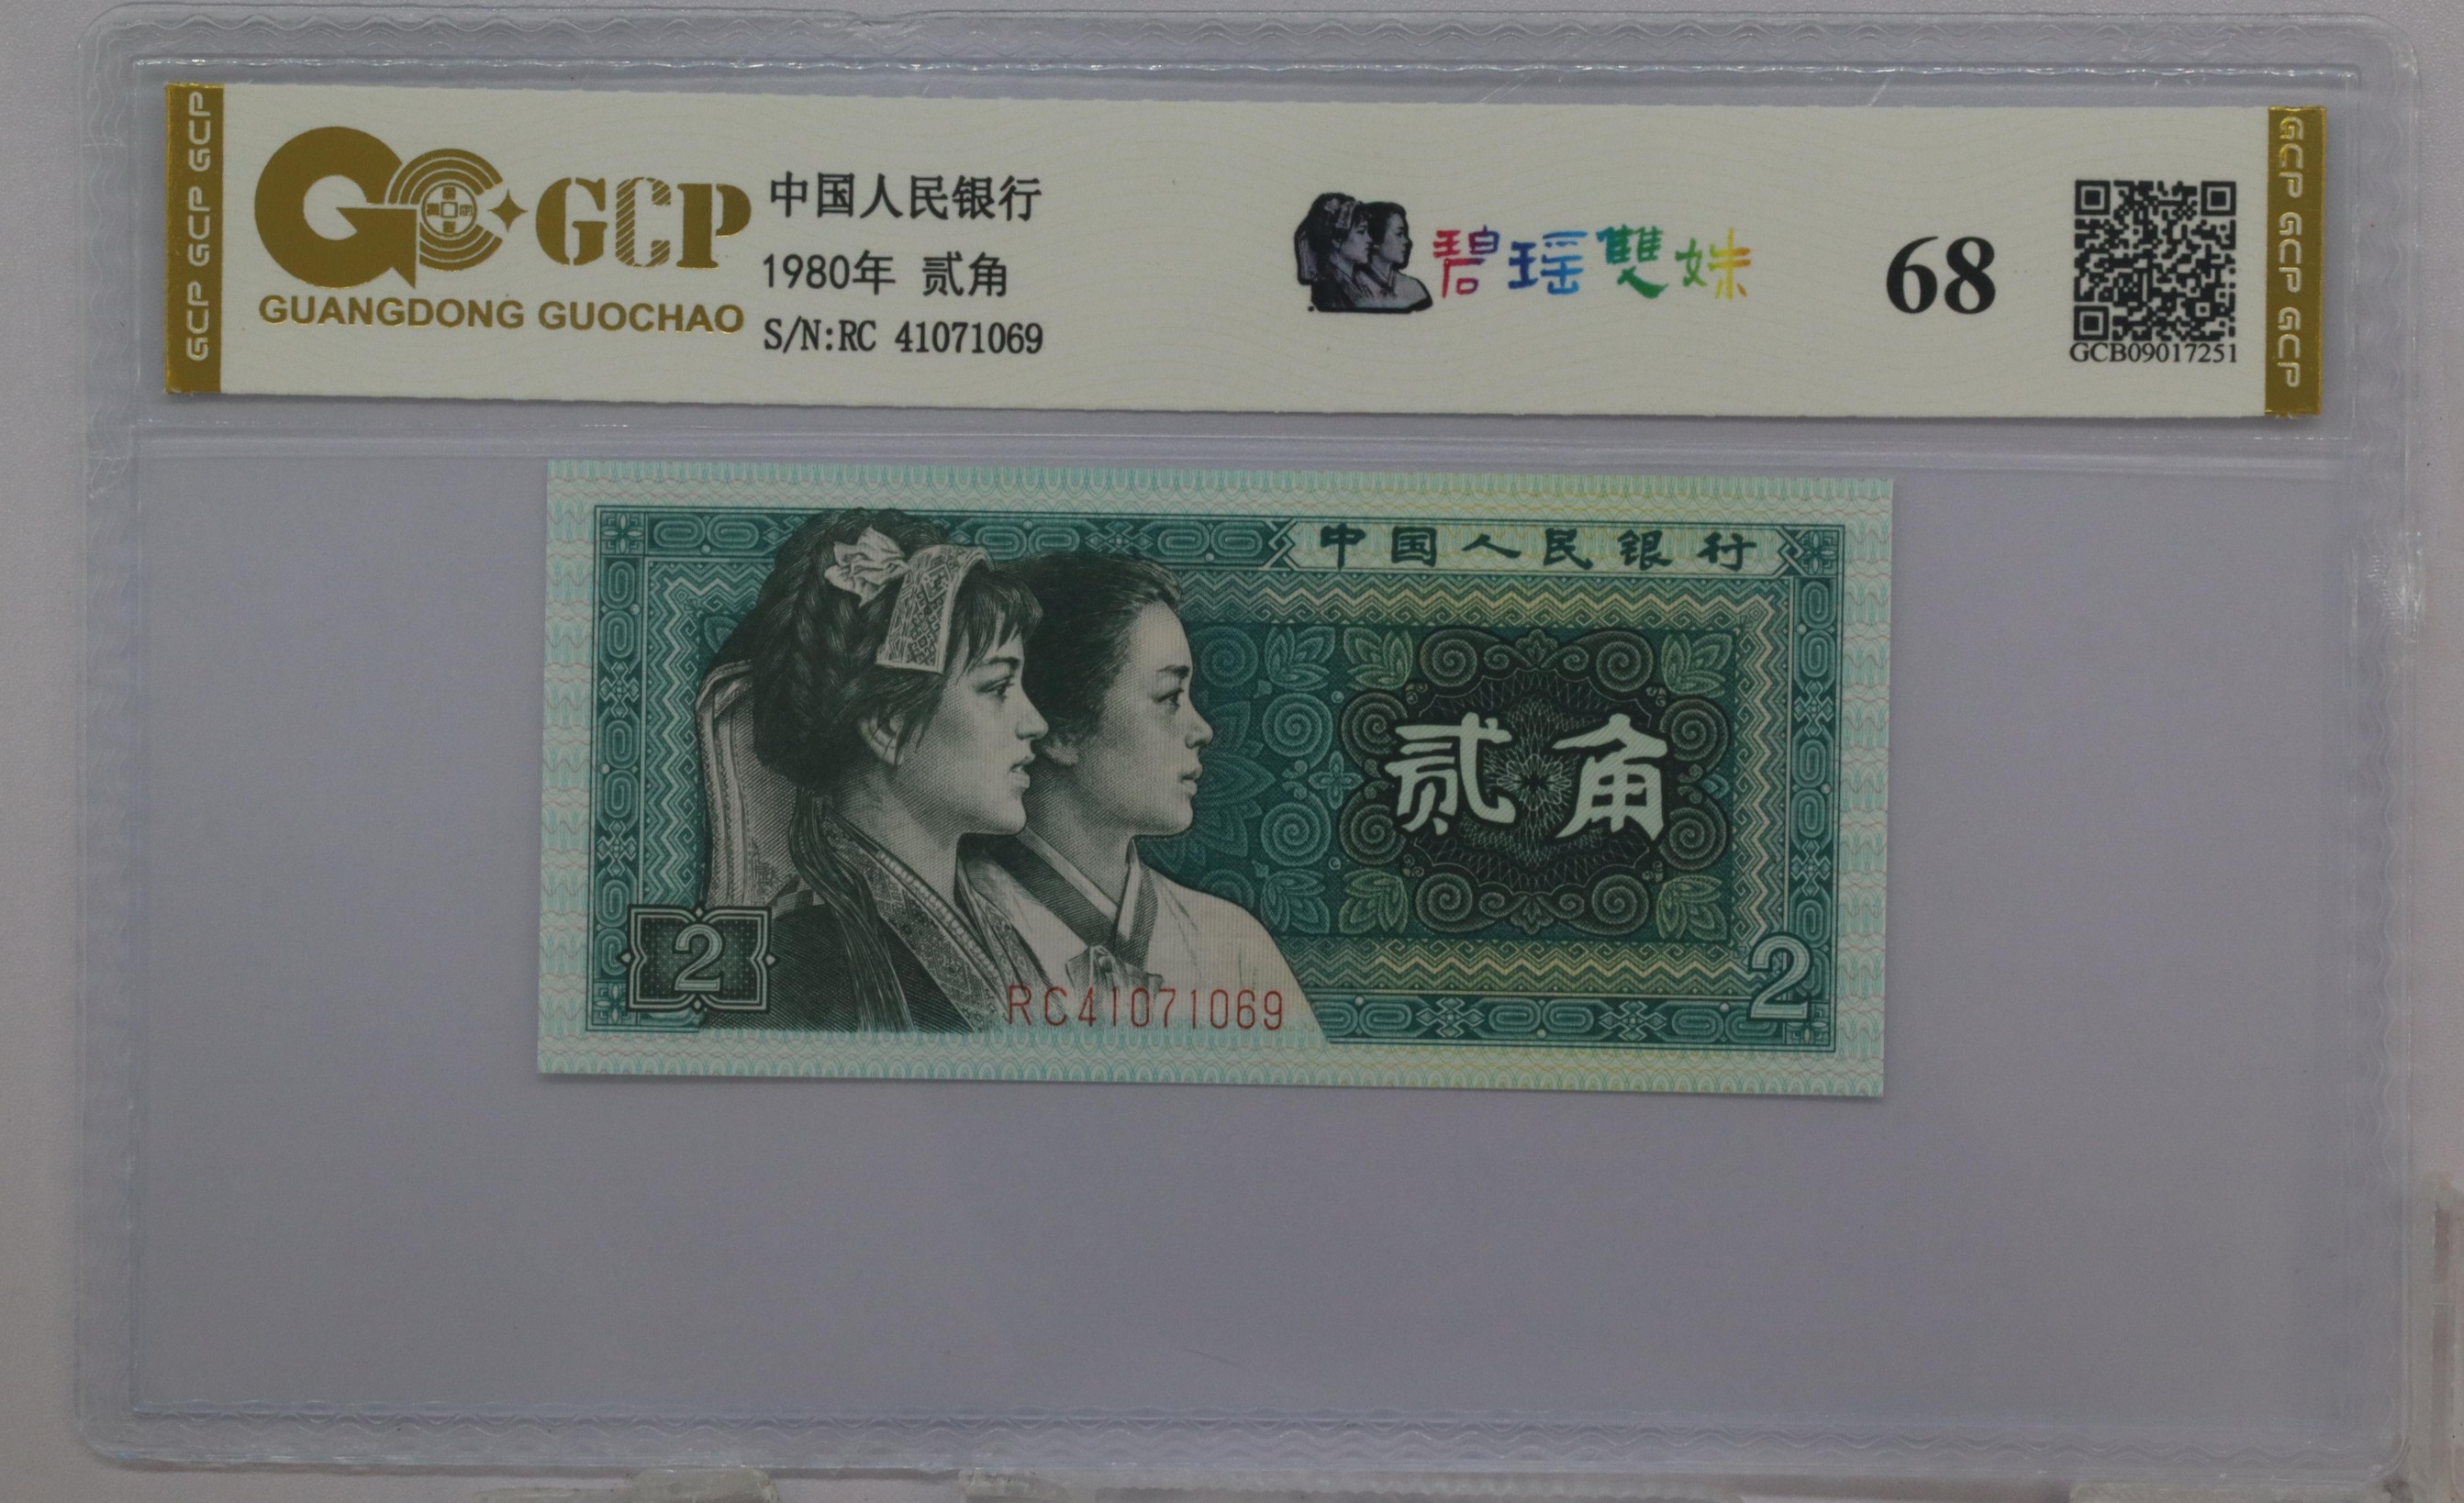 GCP GCP GCP
GCP
GUANGDONG GUOCHAO
中国人民银行
1980年 贰角
S/N:RC 41071069
碧瑶雙姝
68
GCB09017251
GCP GCP GCP
中国人民银行
贰角
2
2
RC41071069